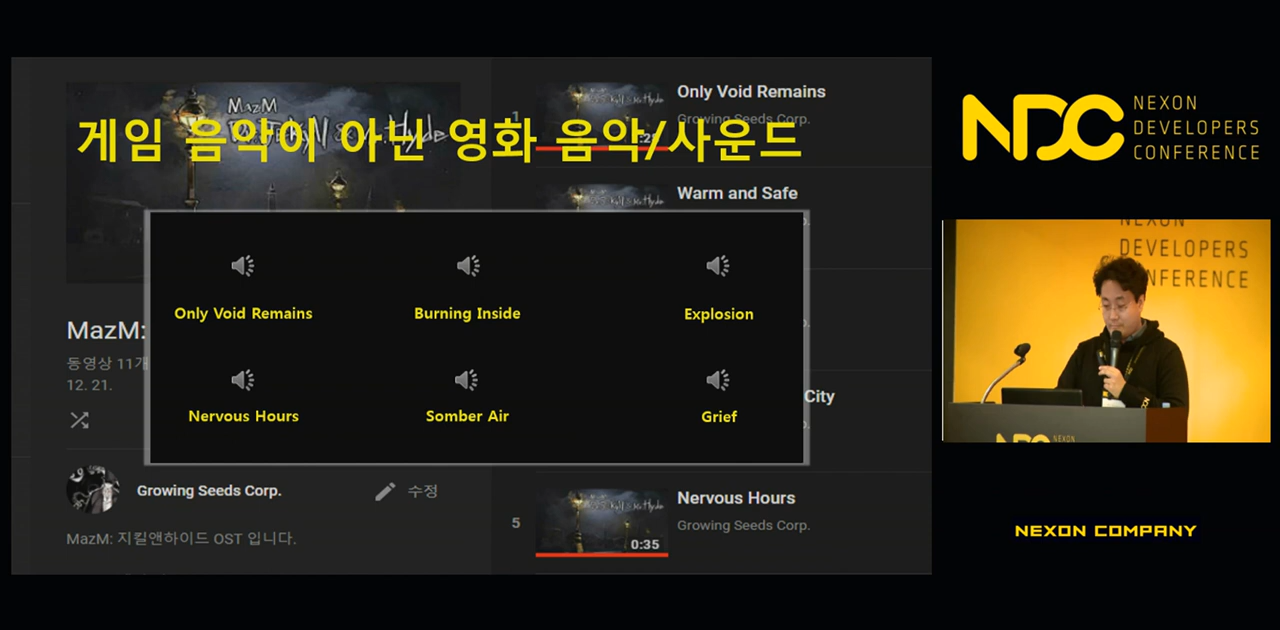 게임 음악이 아닌 영화 음악/사운드
Only Void Remains
Burning Inside
Explosion
Nervous Hours
Somber Air
Grief
MazM
MazM:
동영상 11개
12. 21.
Growing Seeds Corp.
수정
MazM: 지킬앤하이드 OST 입니다.
1
Only Void Remains
Growing Seeds Corp.
Warm and Safe
City
5
Nervous Hours
Growing Seeds Corp.
0:35
NDC
NEXON
DEVELOPERS
CONFERENCE
NEXON
DEVELOPERS
CONFERENCE
NDC
NEXON
NEXON COMPANY